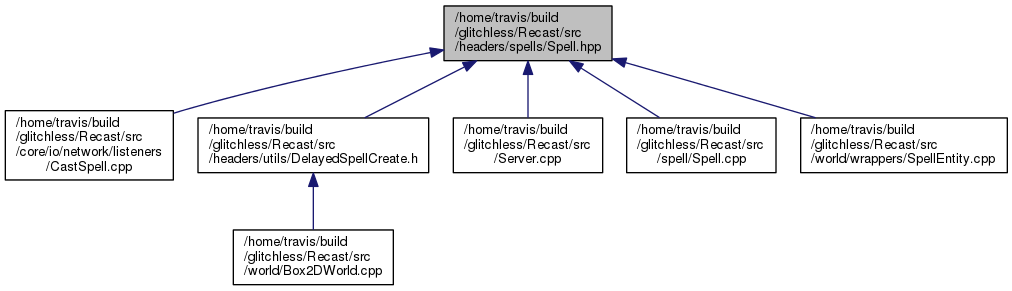 /home/travis/build
/glitchless/Recast/src
/headers/spells/Spell.hpp
/home/travis/build
/glitchless/Recast/src
/core/io/network/listeners
/CastSpell.cpp
/home/travis/build
/glitchless/Recast/src
/headers/utils/DelayedSpellCreate.h
/home/travis/build
/glitchless/Recast/src
/Server.cpp
/home/travis/build
/glitchless/Recast/src
/spell/Spell.cpp
/home/travis/build
/glitchless/Recast/src
/world/wrappers/SpellEntity.cpp
/home/travis/build
/glitchless/Recast/src
/world/Box2DWorld.cpp